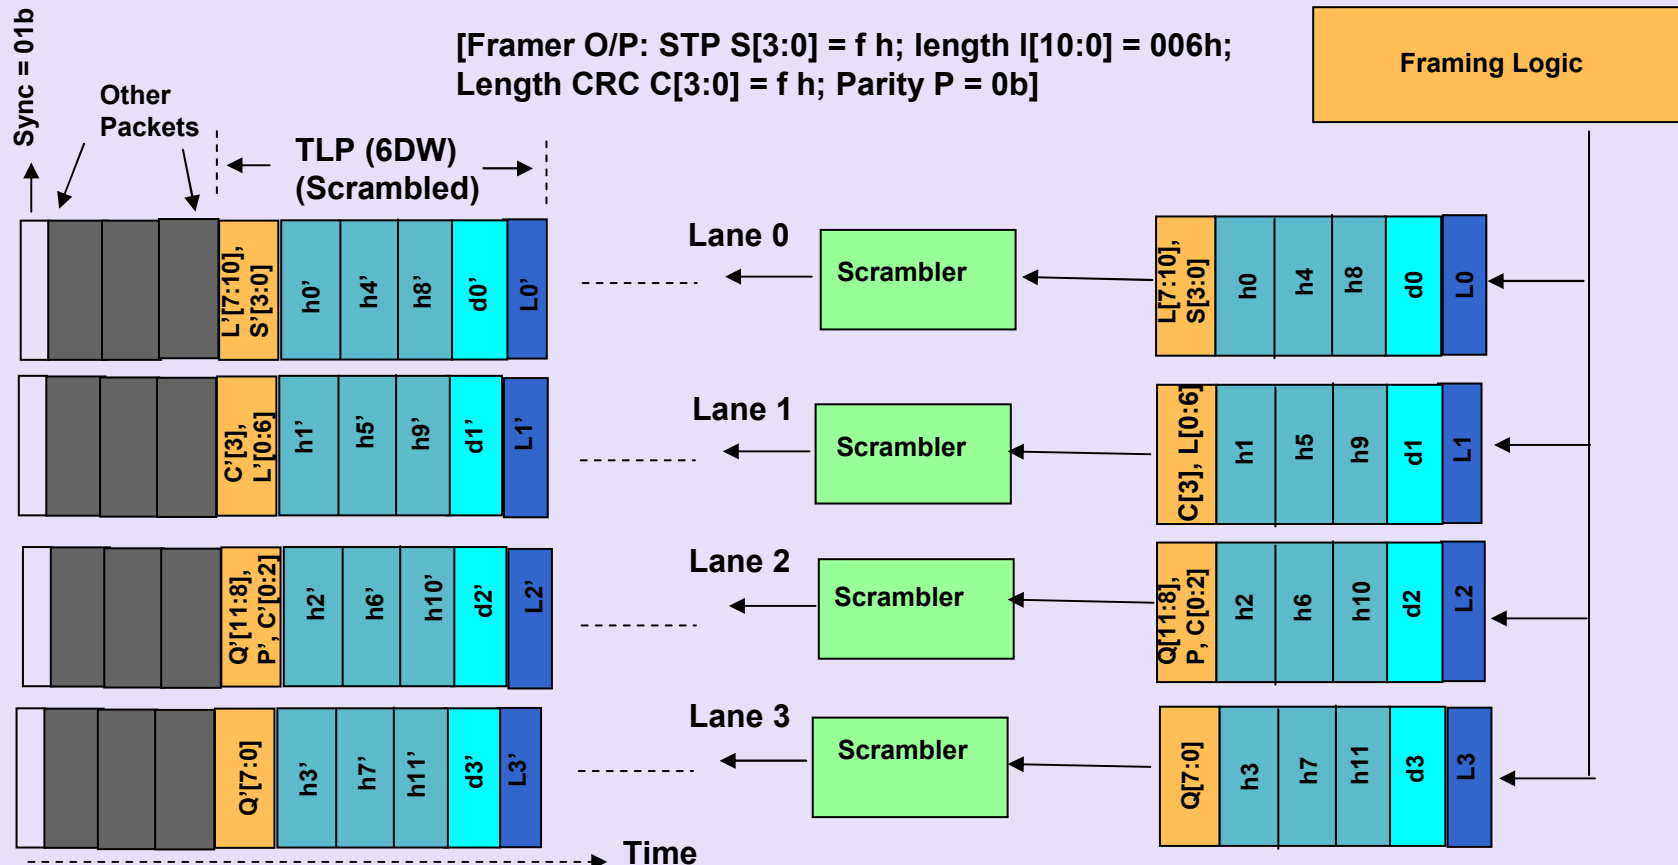 Sync = 01b
Other
Packets
[Framer O/P: STP S[3:0] = f h; length l[10:0] = 006h;
Length CRC C[3:0] = f h; Parity P = 0b]
Framing Logic
TLP (6DW)
(Scrambled)
L'[7:10],
S'[3:0]
h0'
h4'
h8'
d0'
L0'
Lane 0
Scrambler
L[7:10],
S[3:0]
h0
h4
h8
d0
L0
C'[3],
L'[0:6]
h1'
h5'
h9'
d1'
L1'
Lane 1
Scrambler
C[3], L[0:6]
h1
h5
h9
d1
L1
Q'[11:8],
P', C'[0:2]
h2'
h6'
h10'
d2'
L2'
Lane 2
Scrambler
Q[11:8],
P, C[0:2]
h2
h6
h10
d2
L2
Q'[7:0]
h3'
h7'
h11'
d3'
L3'
Lane 3
Scrambler
Q[7:0]
h3
h7
h11
d3
L3
Time